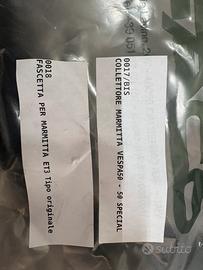 0018
FASCETTA PER MARMITTA ET3 Tipo originale
0017/BIS
COLLETTORE MARMITTA VESPA50 - 50 SPECIAL
subito